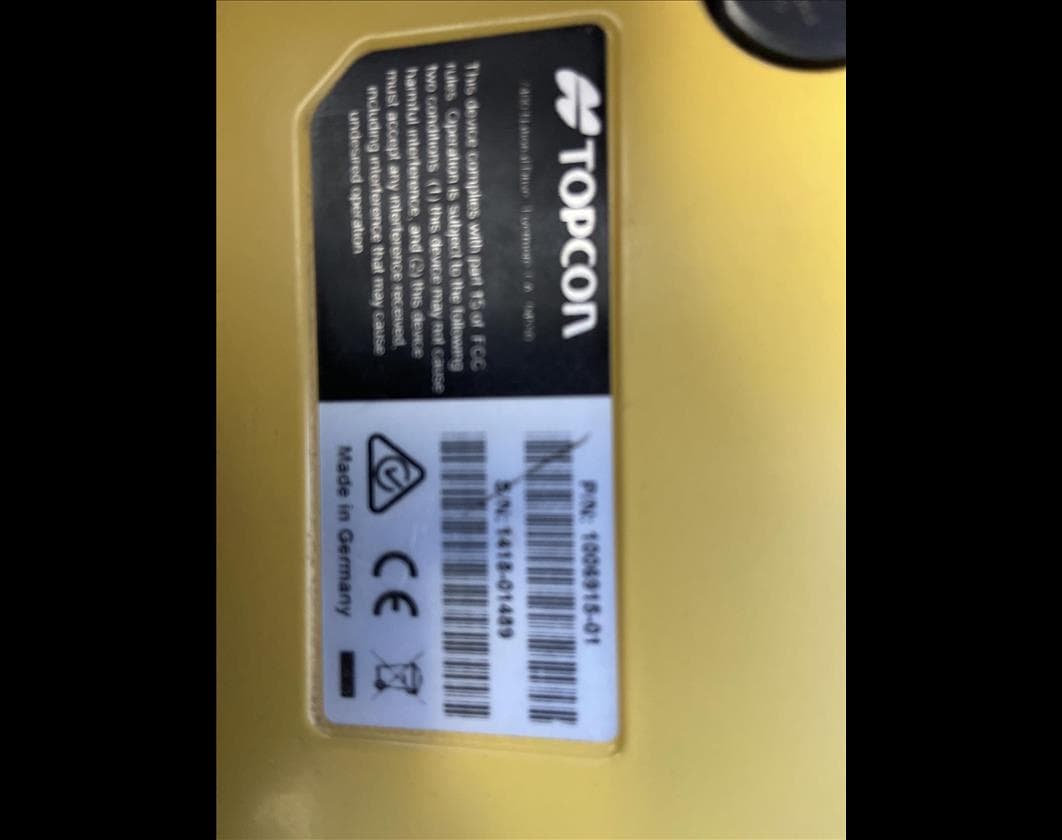 TOPCON
This device complies with part 15 of FCC
rules. Operation is subject to the following
two conditions. (1) this device may not cause
harmful interference, and (2) this device
must accept any interference received,
including interference that may cause
undesired operation
P/N: 1006915-01
S/N: 1418-01489
CE
Made in Germany